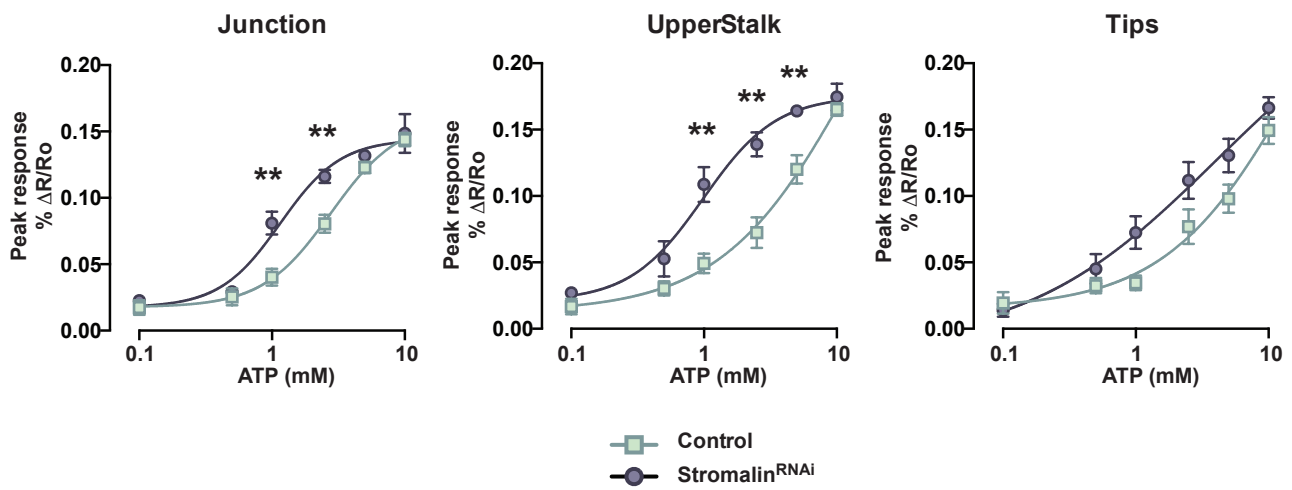 Junction
UpperStalk
Tips
Peak response
% ΔR/Ro
0.20
0.15
0.10
0.05
0.00
**
**
0.1
1
10
ATP (mM)
Peak response
% ΔR/Ro
0.20
0.15
0.10
0.05
0.00
**
**
**
0.1
1
10
ATP (mM)
Peak response
% ΔR/Ro
0.20
0.15
0.10
0.05
0.00
0.1
1
10
ATP (mM)
Control
Stromalin^RNAi